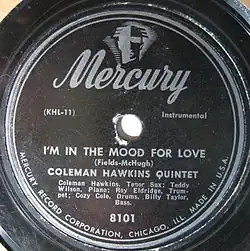 Mercury
(KHL-11)
Instrumental
I'M IN THE MOOD FOR LOVE
(Fields-McHugh)
COLEMAN HAWKINS QUINTET
Coleman Hawkins, Tenor Sax; Teddy
Wilson, Piano; Roy Eldridge, Trum-
pet; Cozy Cole, Drums, Billy Taylor,
Bass.
8101
MERCURY RECORD CORPORATION, CHICAGO, ILL. MADE IN U.S.A.